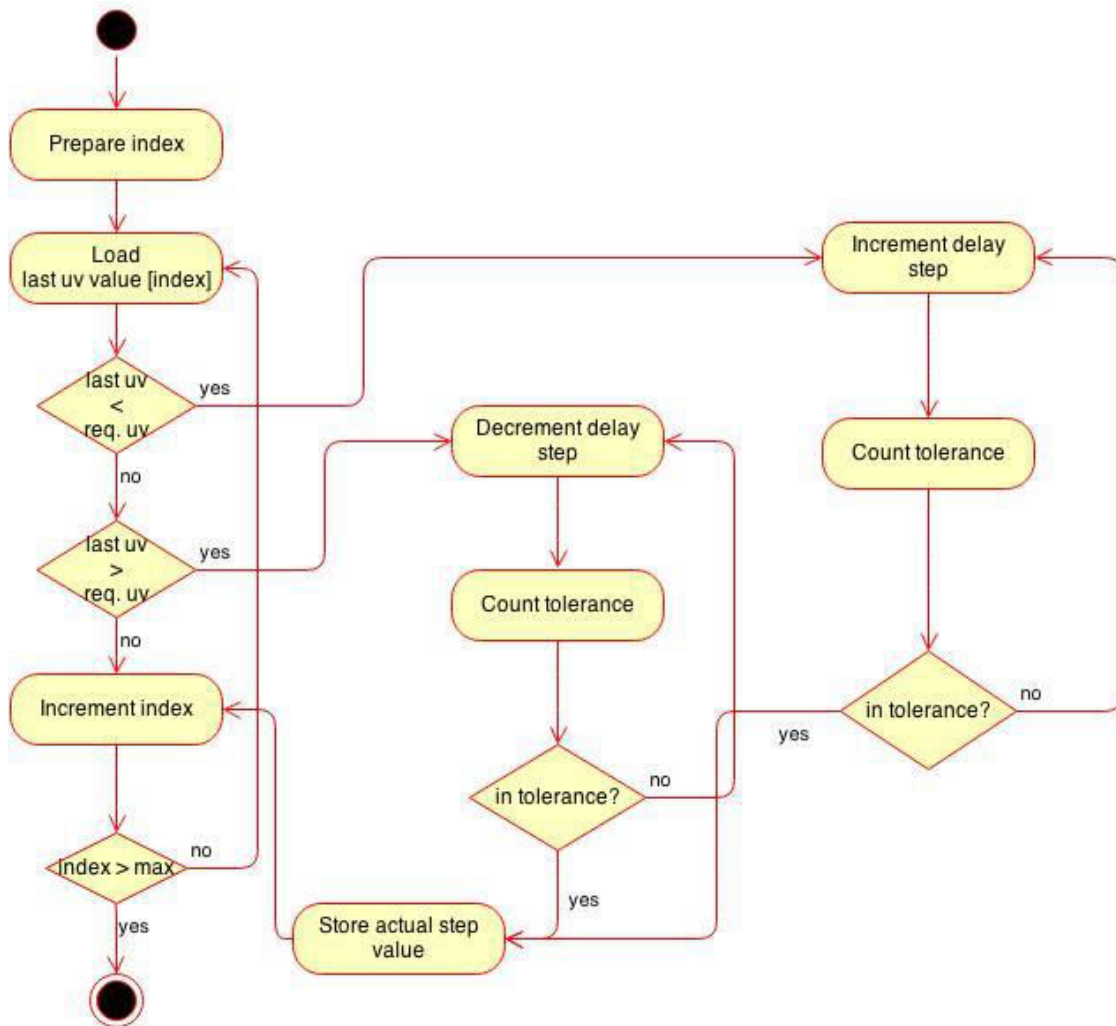 Prepare index
Load
last uv value [index]
last uv
<
req. uv
yes
no
last uv
>
req. uv
yes
no
Increment index
index > max
no
yes
Decrement delay
step
Count tolerance
in tolerance?
no
yes
Store actual step
value
Increment delay
step
Count tolerance
in tolerance?
no
yes